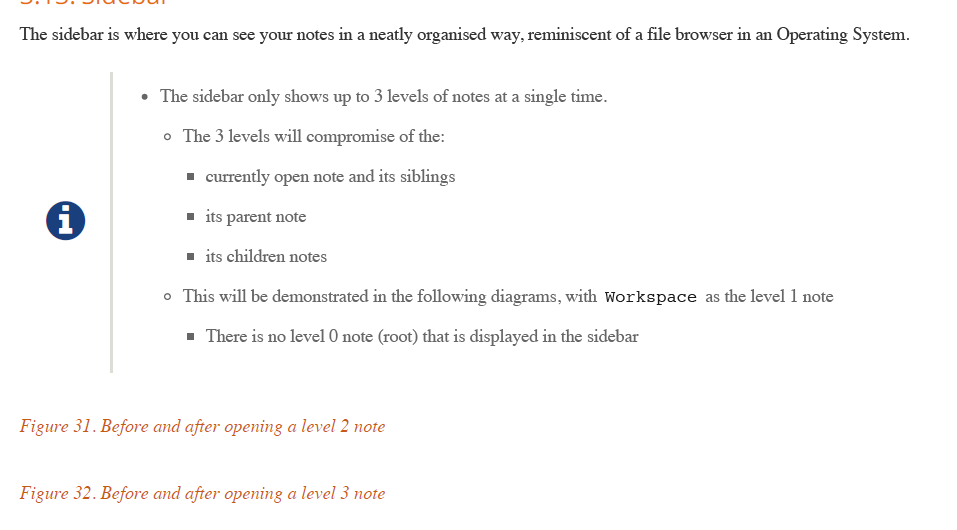 3.13. Sidebar
The sidebar is where you can see your notes in a neatly organised way, reminiscent of a file browser in an Operating System.
• The sidebar only shows up to 3 levels of notes at a single time.
○ The 3 levels will compromise of the:
■ currently open note and its siblings
■ its parent note
■ its children notes
○ This will be demonstrated in the following diagrams, with Workspace as the level 1 note
■ There is no level 0 note (root) that is displayed in the sidebar
Figure 31. Before and after opening a level 2 note
Figure 32. Before and after opening a level 3 note